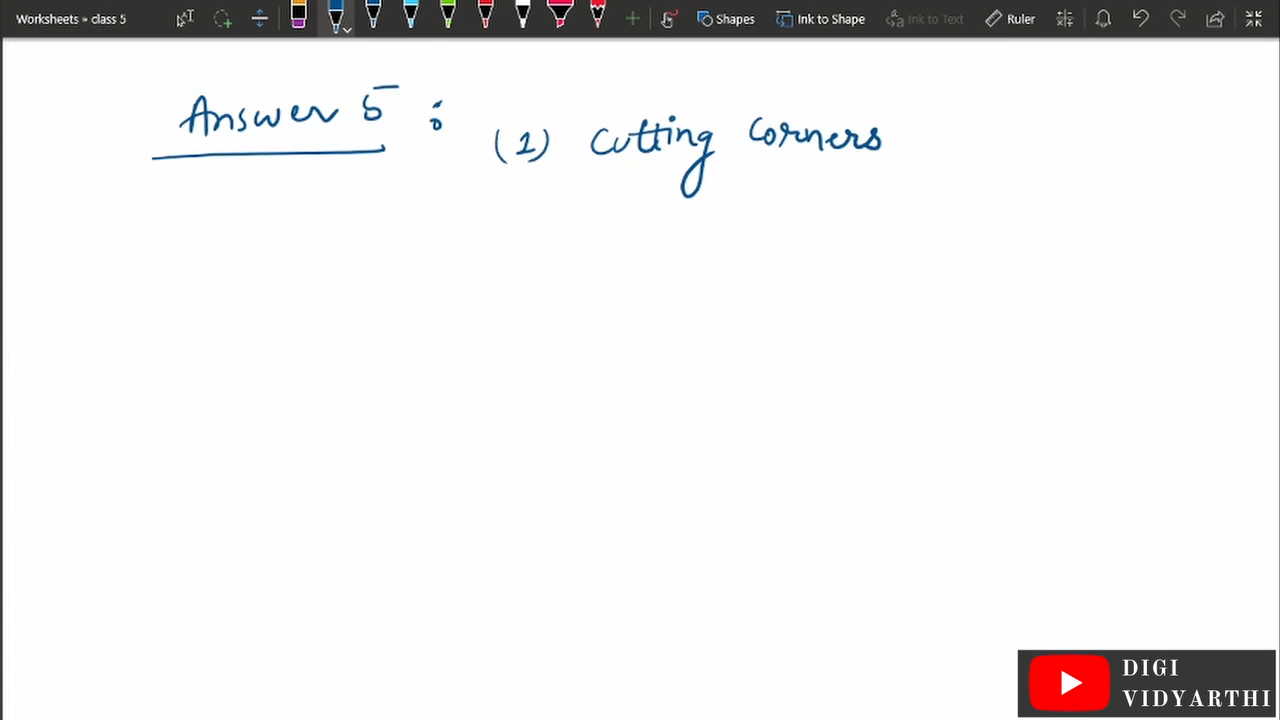 Worksheets - class 5
Shapes
Ink to Shape
Ink to Text
Ruler
Answer 5 :
(1) Cutting Corners
DIGI
VIDYARTHI